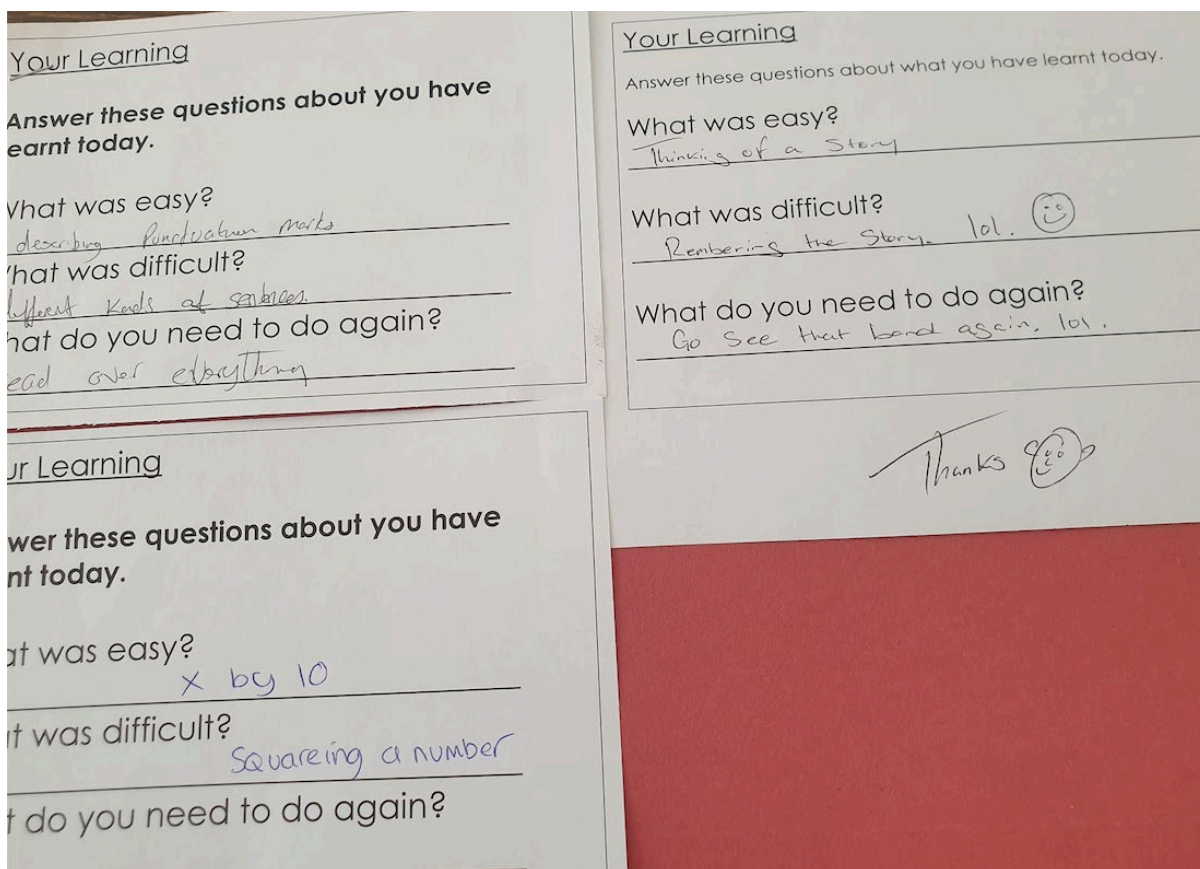 Your Learning
Answer these questions about you have
earnt today.
What was easy?
describing Punctuation marks
hat was difficult?
ifferent Kinds of sentences.
hat do you need to do again?
ead over everything
ur Learning
wer these questions about you have
nt today.
at was easy?
x by 10
t was difficult?
Squareing a number
t do you need to do again?
Your Learning
Answer these questions about what you have learnt today.
What was easy?
Thinking of a Story
What was difficult?
Rembering the Story. lol.
What do you need to do again?
Go See that band again, lol.
Thanks